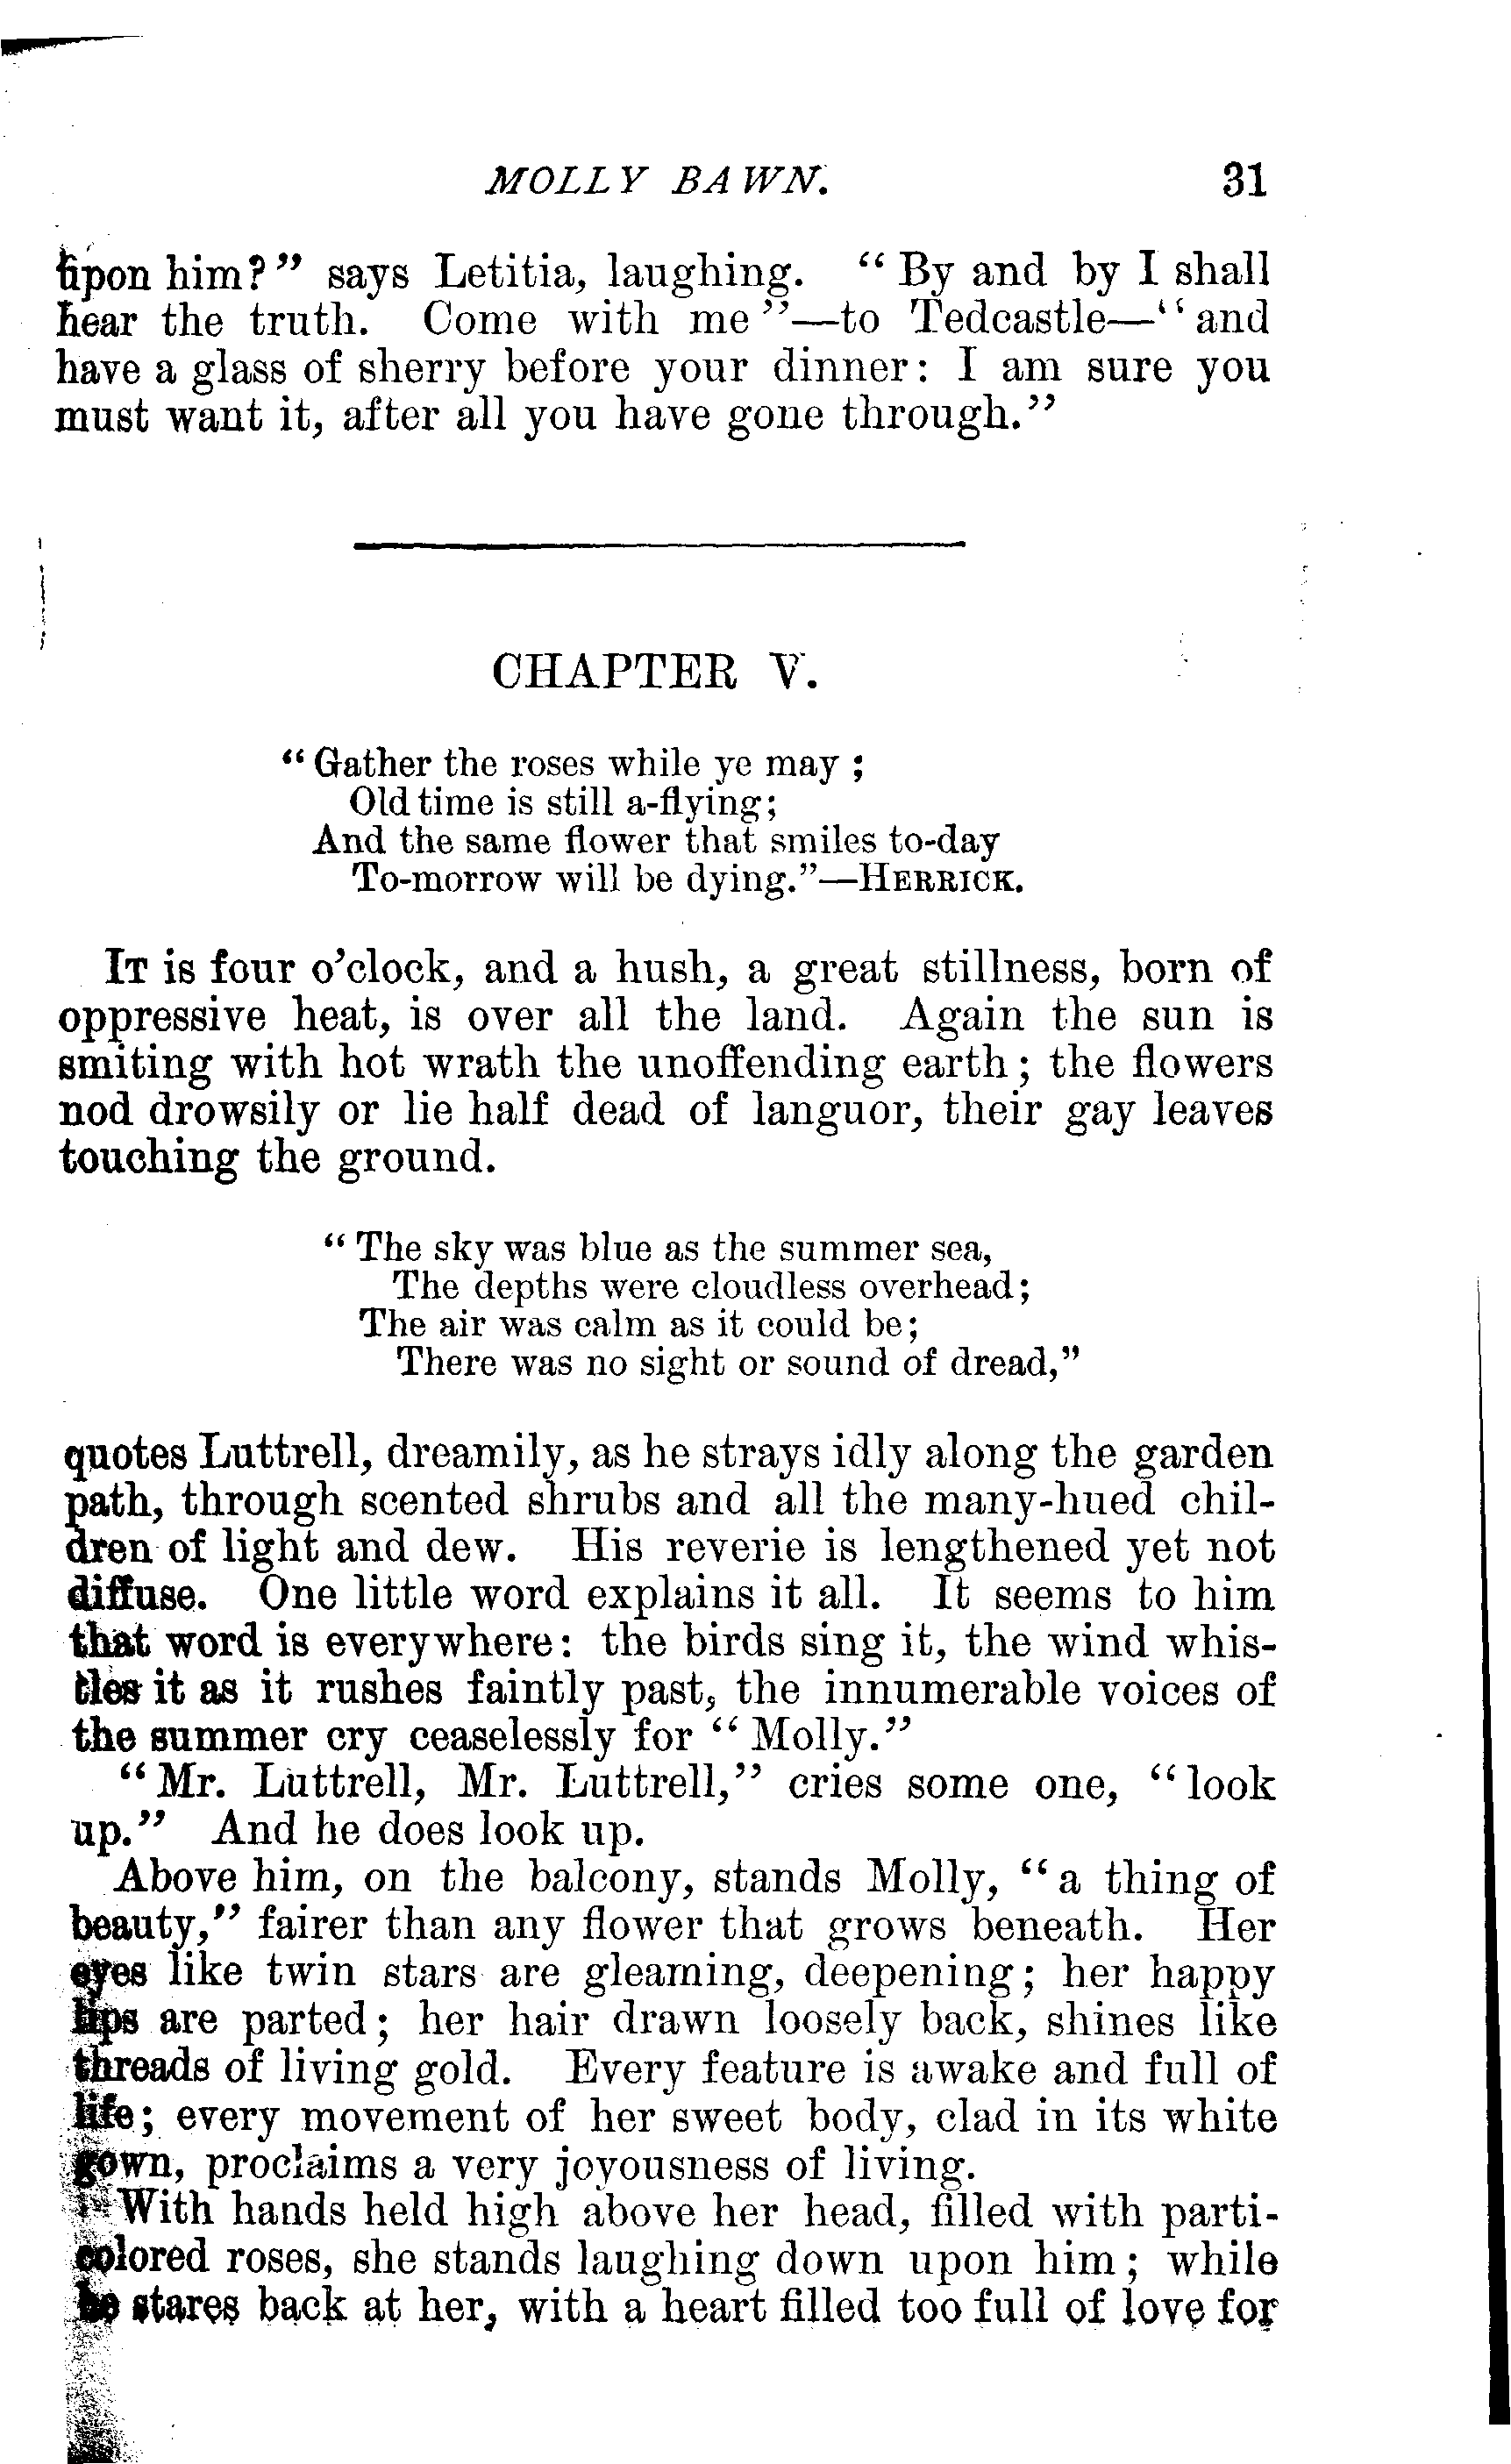 MOLLY BAWN. 31
upon him?" says Letitia, laughing. "By and by I shall
hear the truth. Come with me"—to Tedcastle—"and
have a glass of sherry before your dinner: I am sure you
must want it, after all you have gone through."
CHAPTER V.
"Gather the roses while ye may;
Old time is still a-flying;
And the same flower that smiles to-day
To-morrow will be dying."—HERRICK.
IT is four o'clock, and a hush, a great stillness, born of
oppressive heat, is over all the land. Again the sun is
smiting with hot wrath the unoffending earth; the flowers
nod drowsily or lie half dead of languor, their gay leaves
touching the ground.
"The sky was blue as the summer sea,
The depths were cloudless overhead;
The air was calm as it could be;
There was no sight or sound of dread,"
quotes Luttrell, dreamily, as he strays idly along the garden
path, through scented shrubs and all the many-hued chil-
dren of light and dew. His reverie is lengthened yet not
diffuse. One little word explains it all. It seems to him
that word is everywhere: the birds sing it, the wind whis-
tles it as it rushes faintly past, the innumerable voices of
the summer cry ceaselessly for "Molly."
"Mr. Luttrell, Mr. Luttrell," cries some one, "look
up." And he does look up.
Above him, on the balcony, stands Molly, "a thing of
beauty," fairer than any flower that grows beneath. Her
eyes like twin stars are gleaming, deepening; her happy
lips are parted; her hair drawn loosely back, shines like
threads of living gold. Every feature is awake and full of
life; every movement of her sweet body, clad in its white
gown, proclaims a very joyousness of living.
With hands held high above her head, filled with parti-
colored roses, she stands laughing down upon him; while
he stares back at her, with a heart filled too full of love for